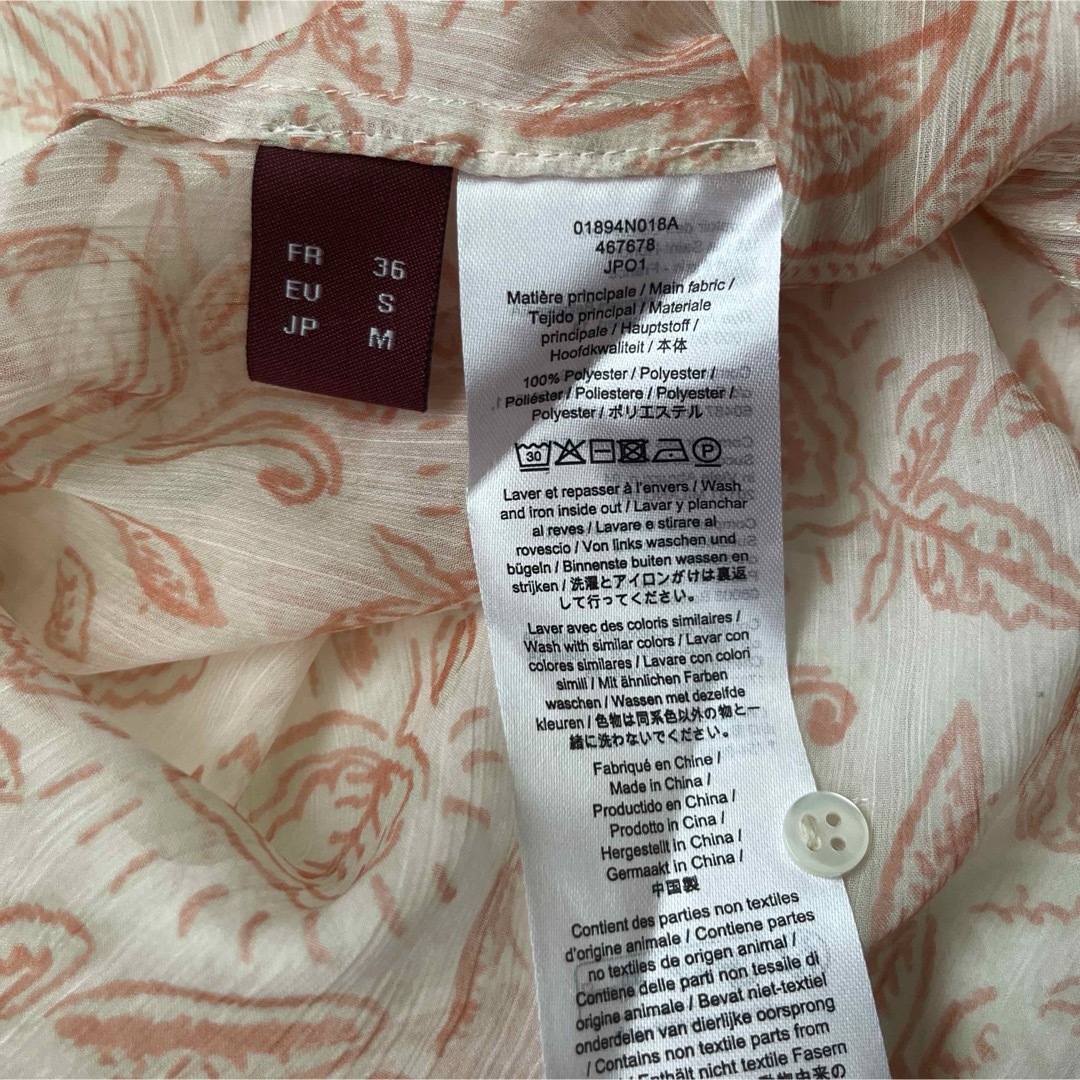 FR 36
EU S
JP M
01894N018A
467678
JPO1
Matière principale / Main fabric /
Tejido principal / Materiale
principale / Hauptstoff /
Hoofdkwaliteit / 本体
100% Polyester / Polyester /
Poliéster / Poliestere / Polyester /
Polyester / ポリエステル
30 P
Laver et repasser à l'envers / Wash
and iron inside out / Lavar y planchar
al reves / Lavare e stirare al
rovescio / Von links waschen und
bügeln / Binnenste buiten wassen en
strijken / 洗濯とアイロンがけは裏返
して行ってください。
Laver avec des coloris similaires /
Wash with similar colors / Lavar con
colores similares / Lavare con colori
simili / Mit ähnlichen Farben
waschen / Wassen met dezelfde
kleuren / 色物は同系色以外の物と一
緒に洗わないでください。
Fabriqué en Chine /
Made in China /
Productido en China /
Prodotto in Cina /
Hergestellt in China /
Germaakt in China /
中国製
Contient des parties non textiles
d'origine animale / Contiene partes
no textiles de origen animal /
Contiene delle parti non tessile di
origine animale / Bevat niet-textiel
onderdelen van dierlijke oorsprong
/ Contains non textile parts from
/ Enthält nicht textile Fasern
動物由来の